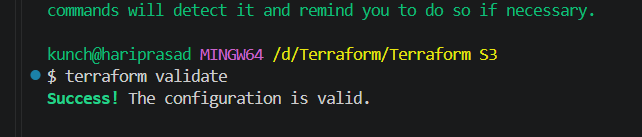 commands will detect it and remind you to do so if necessary.
kunch@hariprasad MINGW64 /d/Terraform/Terraform S3
$ terraform validate
Success! The configuration is valid.